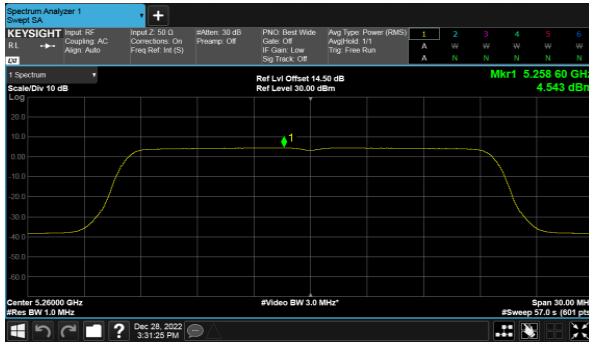 Spectrum Analyzer 1
Swept SA
+
KEYSIGHT
RL
Input: RF
Coupling: AC
Align: Auto
Input Z: 50 Ω
Corrections: On
Freq Ref: Int (S)
#Atten: 30 dB
Preamp: Off
PNO: Best Wide
Gate: Off
IF Gain: Low
Sig Track: Off
Avg Type: Power (RMS)
Avg|Hold: 1/1
Trig: Free Run
1 2 3 4 5 6
A W W W W W
A N N N N N
1 Spectrum
Scale/Div 10 dB
Log
Ref Lvl Offset 14.50 dB
Ref Level 30.00 dBm
Mkr1 5.258 60 GHz
4.543 dBm
20.0
10.0
0.00
-10.0
-20.0
-30.0
-40.0
-50.0
-60.0
1
Center 5.26000 GHz
#Res BW 1.0 MHz
#Video BW 3.0 MHz*
Span 30.00 MH
#Sweep 57.0 s (601 pts
?
Dec 28, 2022
3:31:25 PM